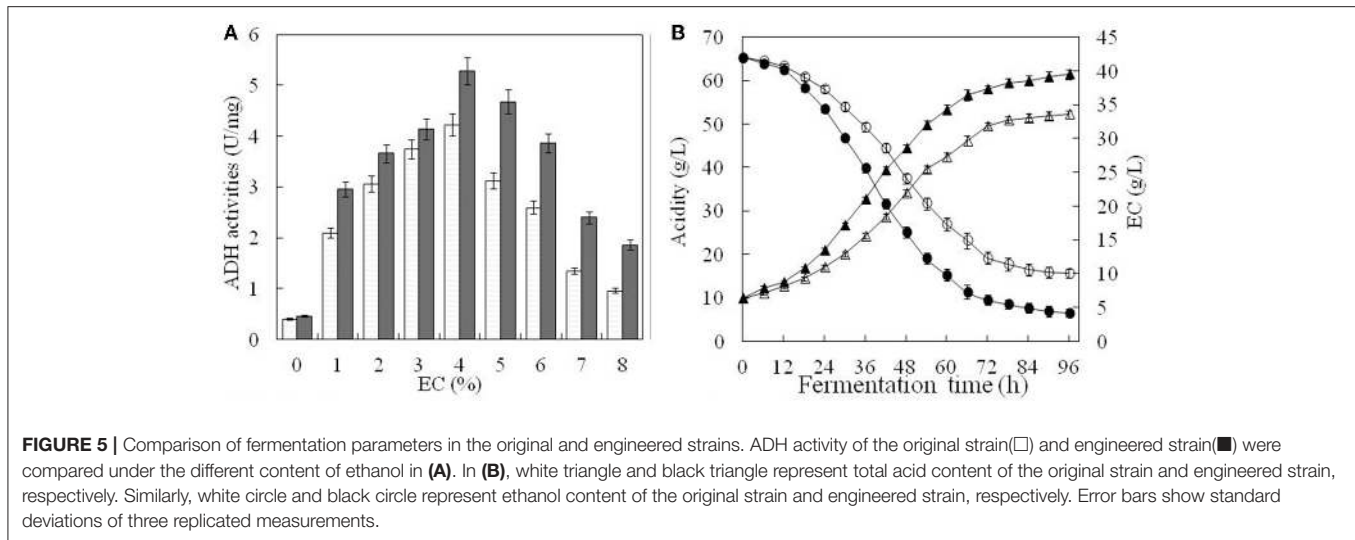 A
B
6
5
4
3
2
1
0
ADH activities (U/mg)
0 1 2 3 4 5 6 7 8
EC (%)
70
60
50
40
30
20
10
0
Acidity (g/L)
45
40
35
30
25
20
15
10
5
0
EC (g/L)
0 12 24 36 48 60 72 84 96
Fermentation time (h)
FIGURE 5 | Comparison of fermentation parameters in the original and engineered strains. ADH activity of the original strain(□) and engineered strain(■) were
compared under the different content of ethanol in (A). In (B), white triangle and black triangle represent total acid content of the original strain and engineered strain,
respectively. Similarly, white circle and black circle represent ethanol content of the original strain and engineered strain, respectively. Error bars show standard
deviations of three replicated measurements.